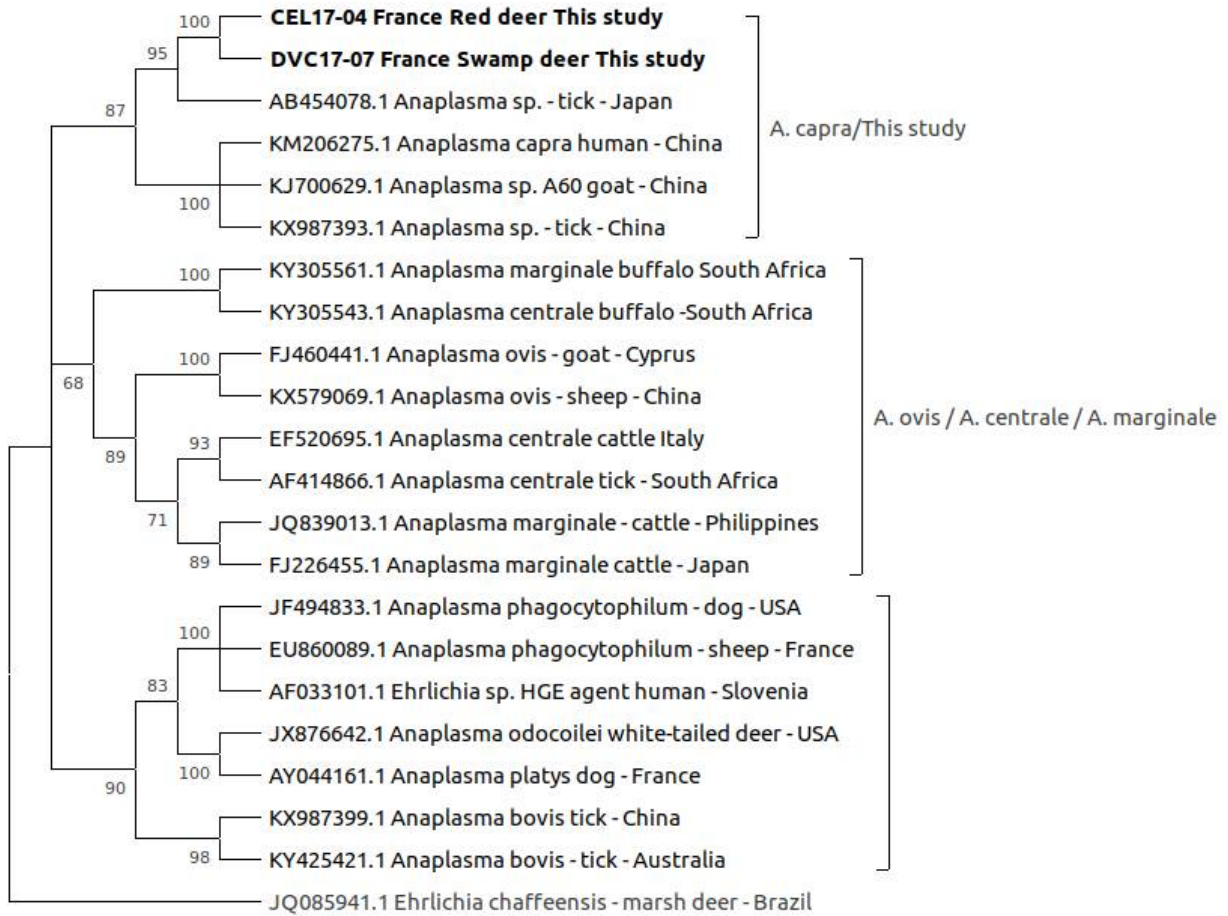 100
CEL17-04 France Red deer This study
95
DVC17-07 France Swamp deer This study
87
AB454078.1 Anaplasma sp. - tick - Japan
A. capra/This study
KM206275.1 Anaplasma capra human - China
KJ700629.1 Anaplasma sp. A60 goat - China
100
KX987393.1 Anaplasma sp. - tick - China
100
KY305561.1 Anaplasma marginale buffalo South Africa
KY305543.1 Anaplasma centrale buffalo -South Africa
100
FJ460441.1 Anaplasma ovis - goat - Cyprus
68
KX579069.1 Anaplasma ovis - sheep - China
A. ovis / A. centrale / A. marginale
93
EF520695.1 Anaplasma centrale cattle Italy
89
AF414866.1 Anaplasma centrale tick - South Africa
71
JQ839013.1 Anaplasma marginale - cattle - Philippines
89
FJ226455.1 Anaplasma marginale cattle - Japan
JF494833.1 Anaplasma phagocytophilum - dog - USA
100
EU860089.1 Anaplasma phagocytophilum - sheep - France
83
AF033101.1 Ehrlichia sp. HGE agent human - Slovenia
JX876642.1 Anaplasma odocoilei white-tailed deer - USA
100
AY044161.1 Anaplasma platys dog - France
90
KX987399.1 Anaplasma bovis tick - China
98
KY425421.1 Anaplasma bovis - tick - Australia
JQ085941.1 Ehrlichia chaffeensis - marsh deer - Brazil